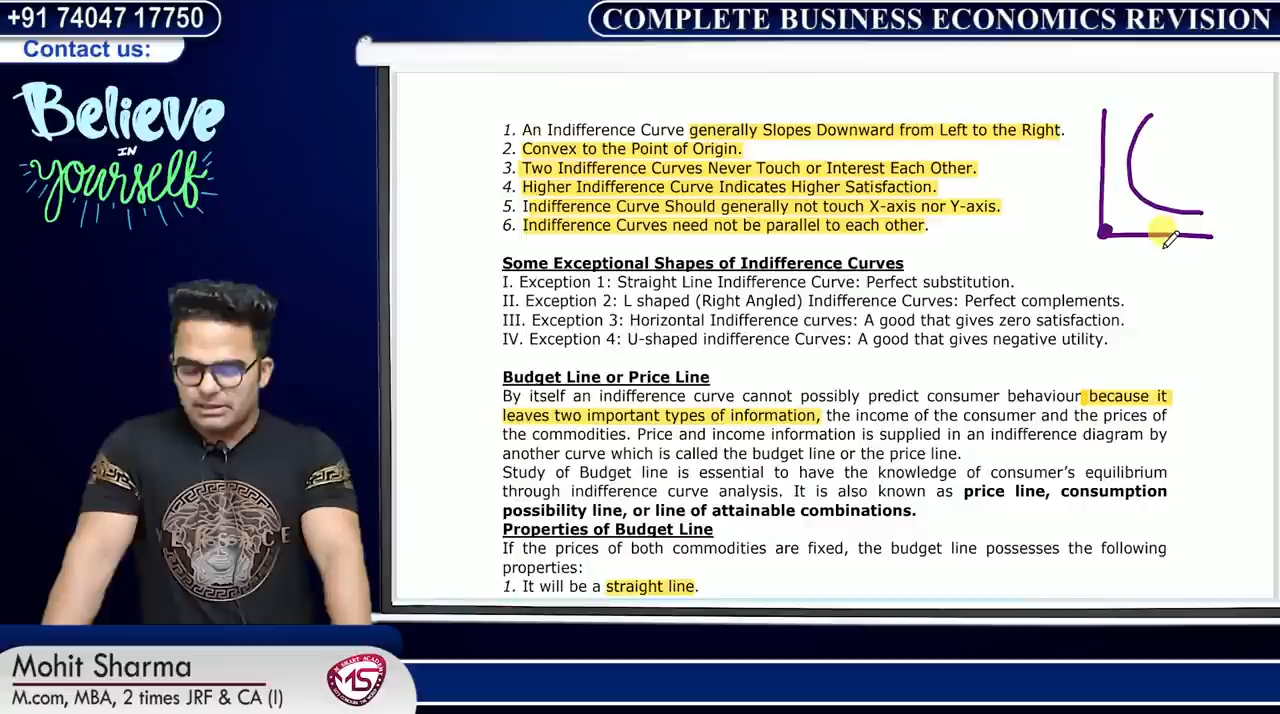 +91 74047 17750
Contact us:
COMPLETE BUSINESS ECONOMICS REVISION
Believe
IN
yourself
1. An Indifference Curve generally Slopes Downward from Left to the Right.
2. Convex to the Point of Origin.
3. Two Indifference Curves Never Touch or Interest Each Other.
4. Higher Indifference Curve Indicates Higher Satisfaction.
5. Indifference Curve Should generally not touch X-axis nor Y-axis.
6. Indifference Curves need not be parallel to each other.
Some Exceptional Shapes of Indifference Curves
I. Exception 1: Straight Line Indifference Curve: Perfect substitution.
II. Exception 2: L shaped (Right Angled) Indifference Curves: Perfect complements.
III. Exception 3: Horizontal Indifference curves: A good that gives zero satisfaction.
IV. Exception 4: U-shaped indifference Curves: A good that gives negative utility.
Budget Line or Price Line
By itself an indifference curve cannot possibly predict consumer behaviour because it
leaves two important types of information, the income of the consumer and the prices of
the commodities. Price and income information is supplied in an indifference diagram by
another curve which is called the budget line or the price line.
Study of Budget line is essential to have the knowledge of consumer's equilibrium
through indifference curve analysis. It is also known as price line, consumption
possibility line, or line of attainable combinations.
Properties of Budget Line
If the prices of both commodities are fixed, the budget line possesses the following
properties:
1. It will be a straight line.
Mohit Sharma
M.com, MBA, 2 times JRF & CA (I)
MS